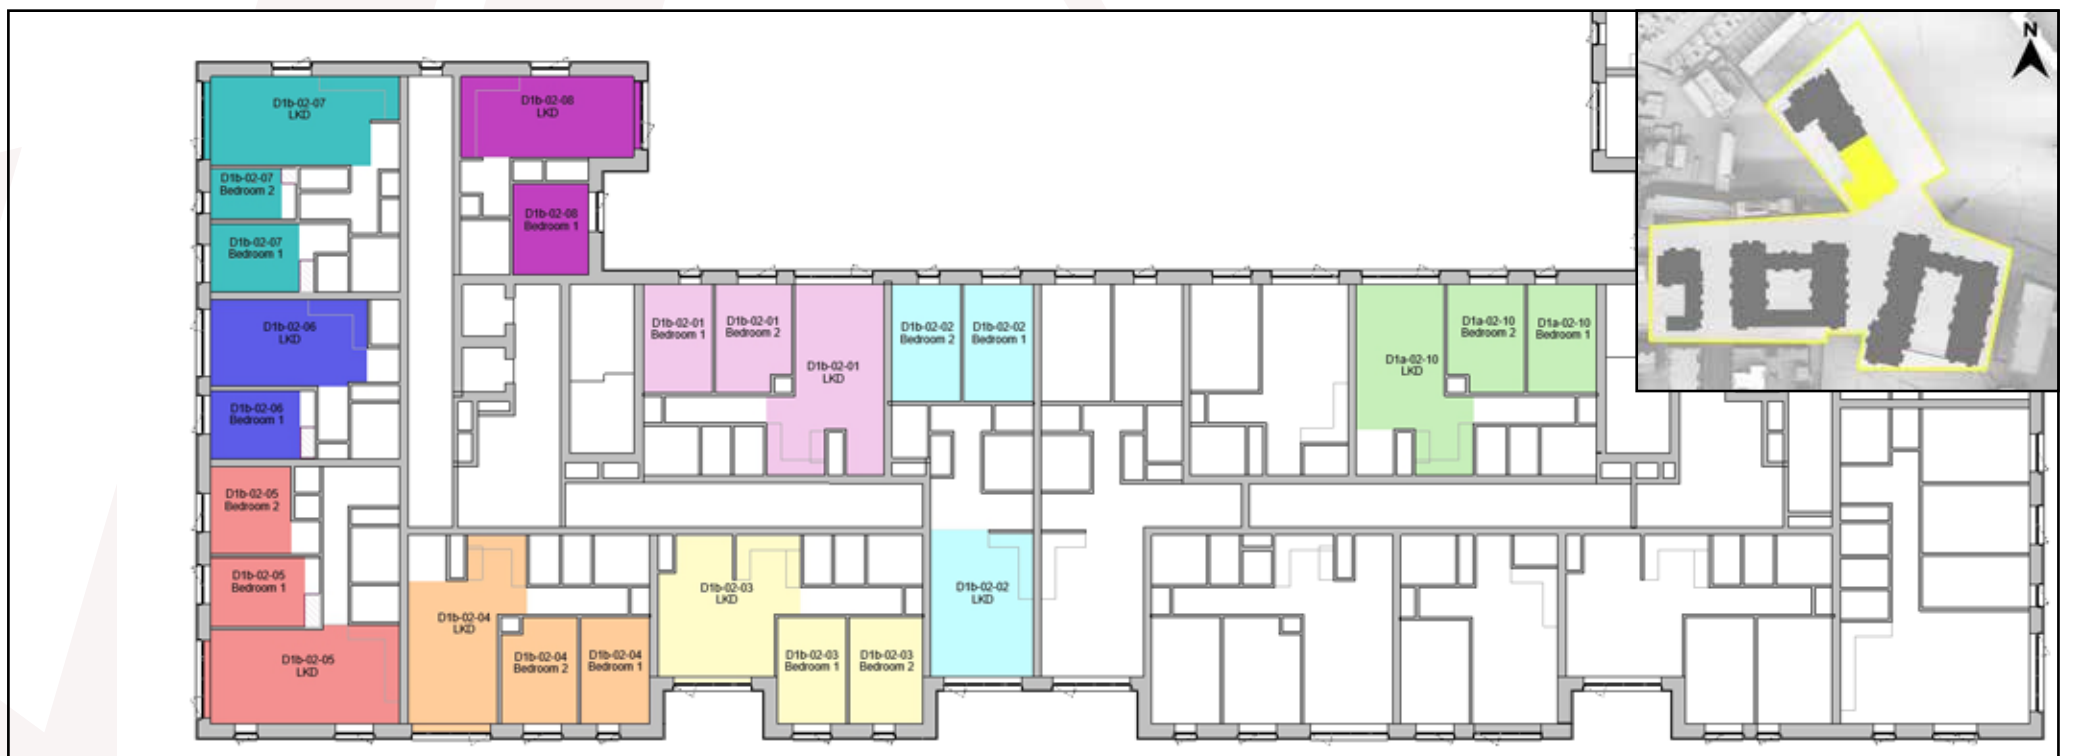 N
D1b-02-07
LKD
D1b-02-08
LKD
D1b-02-07
Bedroom 2
D1b-02-08
Bedroom 1
D1b-02-07
Bedroom 1
D1b-02-06
LKD
D1b-02-01
Bedroom 1
D1b-02-01
Bedroom 2
D1b-02-01
LKD
D1b-02-02
Bedroom 2
D1b-02-02
Bedroom 1
D1a-02-10
LKD
D1a-02-10
Bedroom 2
D1a-02-10
Bedroom 1
D1b-02-06
Bedroom 1
D1b-02-05
Bedroom 2
D1b-02-05
Bedroom 1
D1b-02-05
LKD
D1b-02-04
LKD
D1b-02-04
Bedroom 2
D1b-02-04
Bedroom 1
D1b-02-03
LKD
D1b-02-03
Bedroom 1
D1b-02-03
Bedroom 2
D1b-02-02
LKD